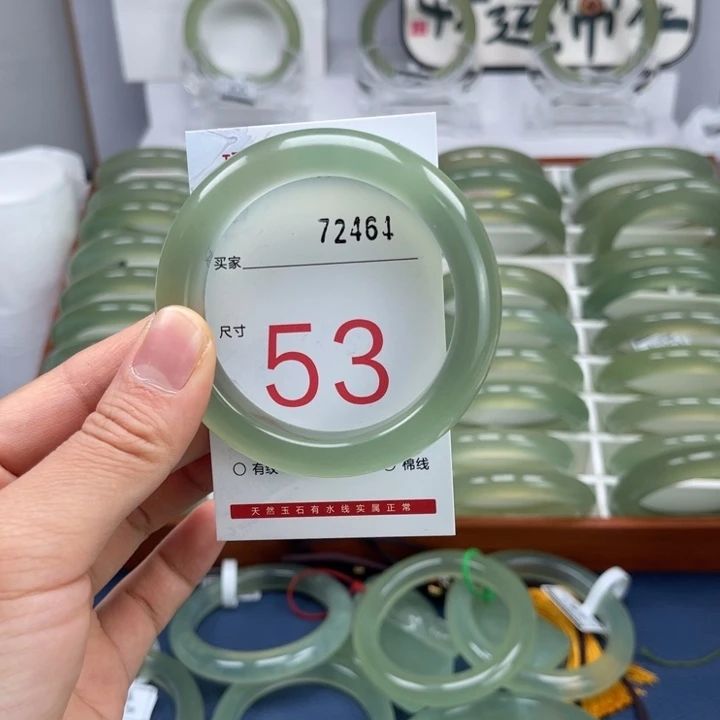 72464
买家
尺寸
53
有纹
棉线
天然玉石有水线实属正常